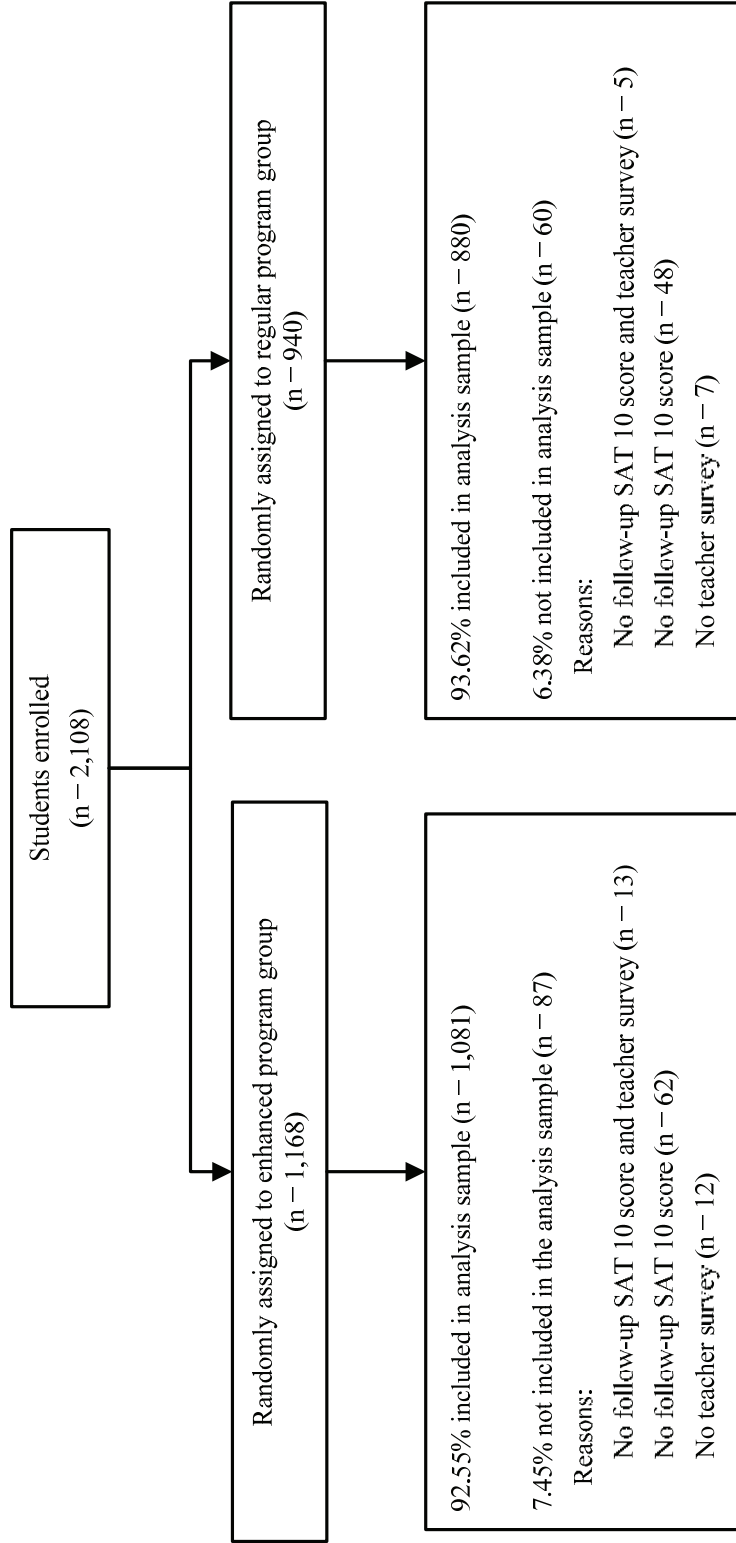 Students enrolled
(n = 2,108)
Randomly assigned to enhanced program group
(n = 1,168)
Randomly assigned to regular program group
(n = 940)
92.55% included in analysis sample (n = 1,081)
7.45% not included in the analysis sample (n = 87)
Reasons:
No follow-up SAT 10 score and teacher survey (n = 13)
No follow-up SAT 10 score (n = 62)
No teacher survey (n = 12)
93.62% included in analysis sample (n = 880)
6.38% not included in analysis sample (n = 60)
Reasons:
No follow-up SAT 10 score and teacher survey (n = 5)
No follow-up SAT 10 score (n = 48)
No teacher survey (n = 7)